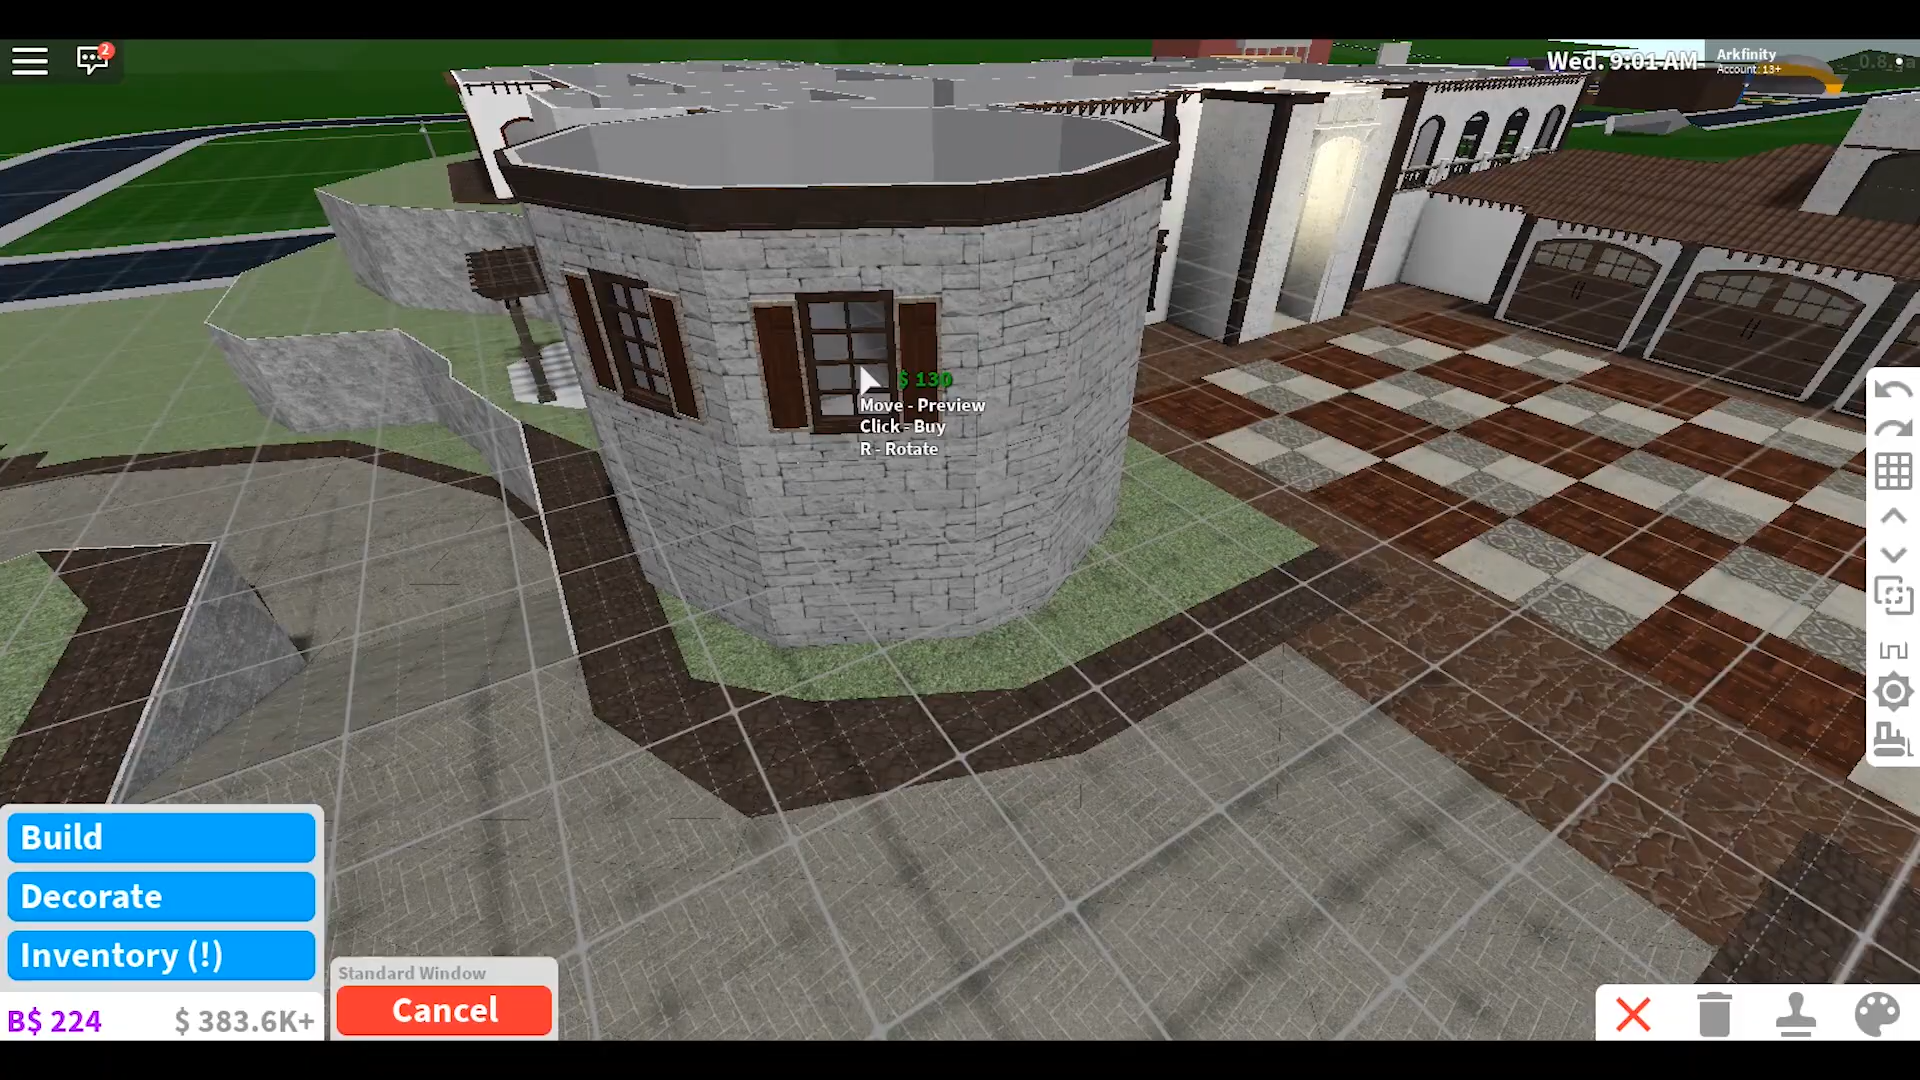 2
Wed. 9:01 AM
Arkfinity
Account: 13+
$ 130
Move - Preview
Click - Buy
R - Rotate
Build
Decorate
Inventory (!)
B$ 224
$ 383.6K+
Standard Window
Cancel